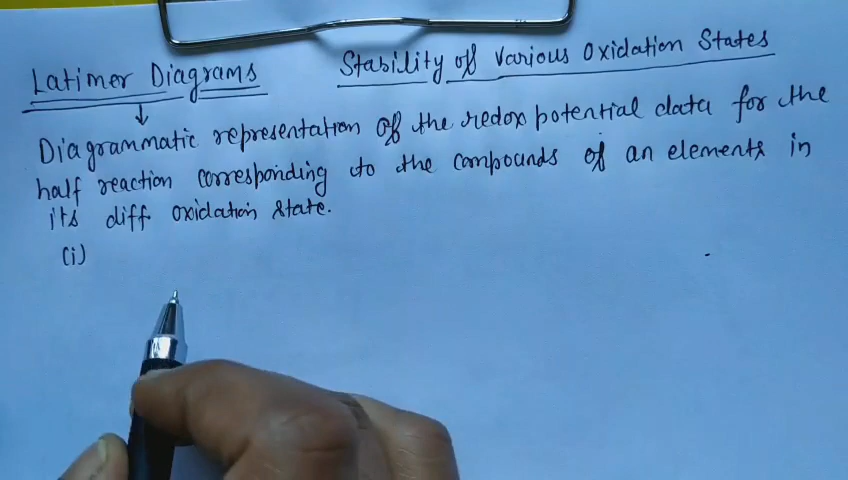 Latimer Diagrams Stability of Various Oxidation States
Diagrammatic representation of the redox potential data for the
half reaction corresponding to the compounds of an elements in
its diff. oxidation state.
(i)